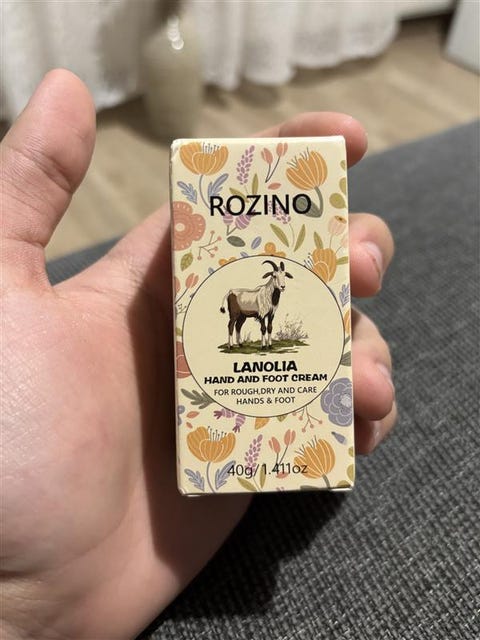 ROZINO
LANOLIA
HAND AND FOOT CREAM
FOR ROUGH,DRY AND CARE
HANDS & FOOT
40g/1.411oz